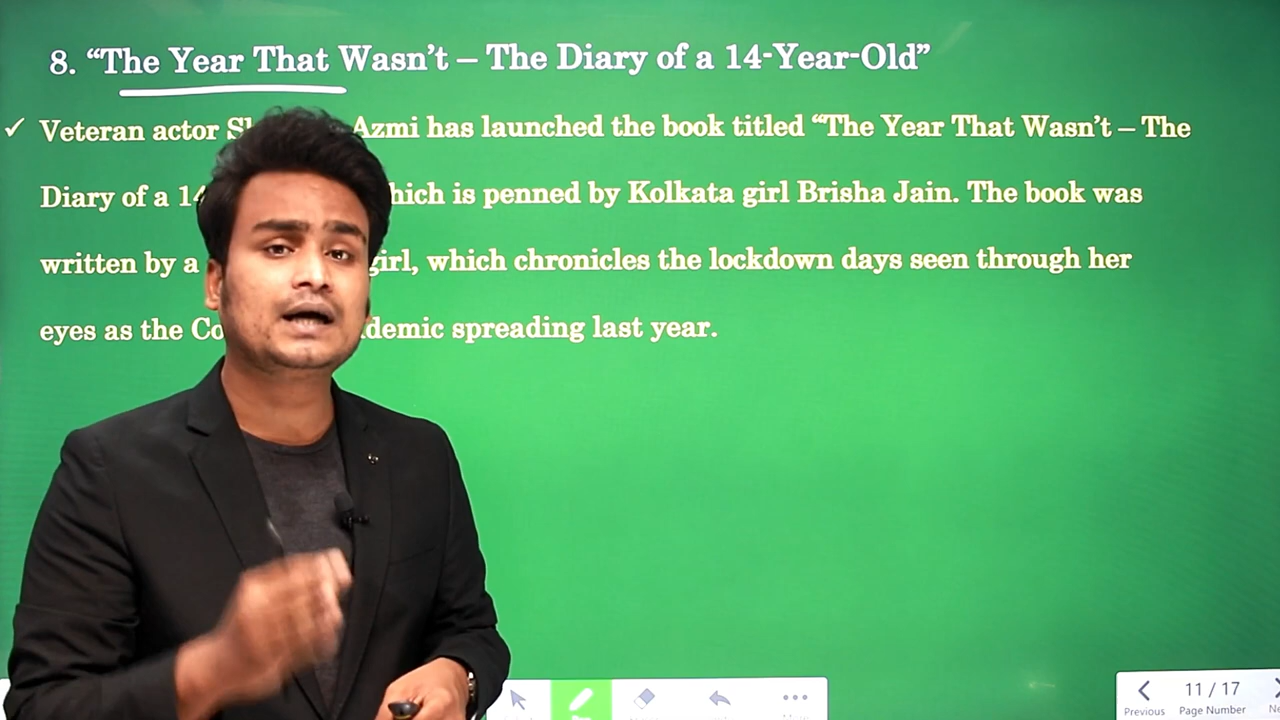 8. “The Year That Wasn’t – The Diary of a 14-Year-Old”
✓ Veteran actor Azmi has launched the book titled “The Year That Wasn’t – The
Diary of a which is penned by Kolkata girl Brisha Jain. The book was
written by a girl, which chronicles the lockdown days seen through her
eyes as the spreading last year.
11 / 17
Previous Page Number